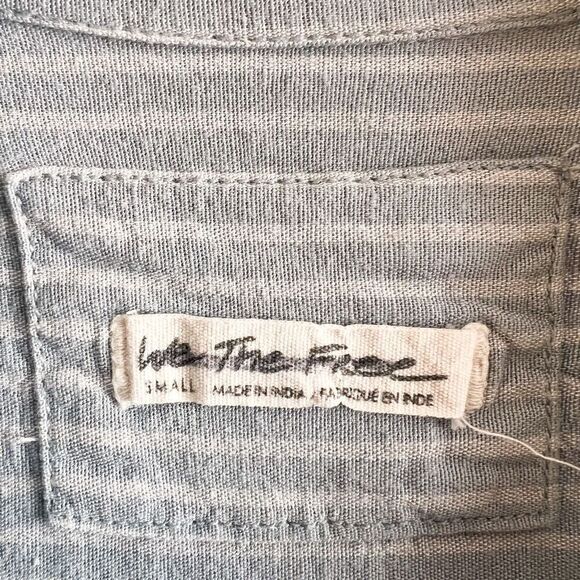 We The Free
SMALL MADE IN INDIA / FABRIQUE EN INDE